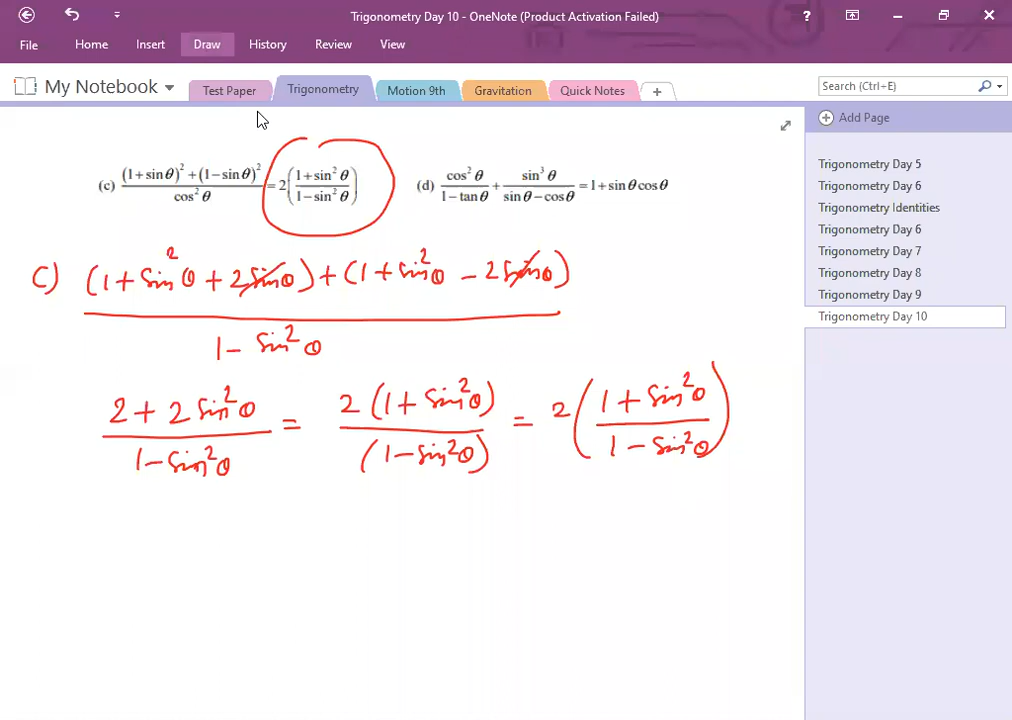 Trigonometry Day 10 - OneNote (Product Activation Failed)
?
File Home Insert Draw History Review View
My Notebook Test Paper Trigonometry Motion 9th Gravitation Quick Notes + Search (Ctrl+E)
Add Page
Trigonometry Day 5
Trigonometry Day 6
Trigonometry Identities
Trigonometry Day 6
Trigonometry Day 7
Trigonometry Day 8
Trigonometry Day 9
Trigonometry Day 10
(c) ((1+sinθ)²+(1−sinθ)²)/(cos²θ) = 2((1+sin²θ)/(1−sin²θ)) (d) (cos²θ)/(1−tanθ) + (sin³θ)/(sinθ−cosθ) = 1+sinθcosθ
C) (1+sin²θ+2sinθ)+(1+sin²θ−2sinθ)
1−sin²θ
(2+2sin²θ)/(1−sin²θ) = (2(1+sin²θ))/((1−sin²θ)) = 2((1+sin²θ)/(1−sin²θ))